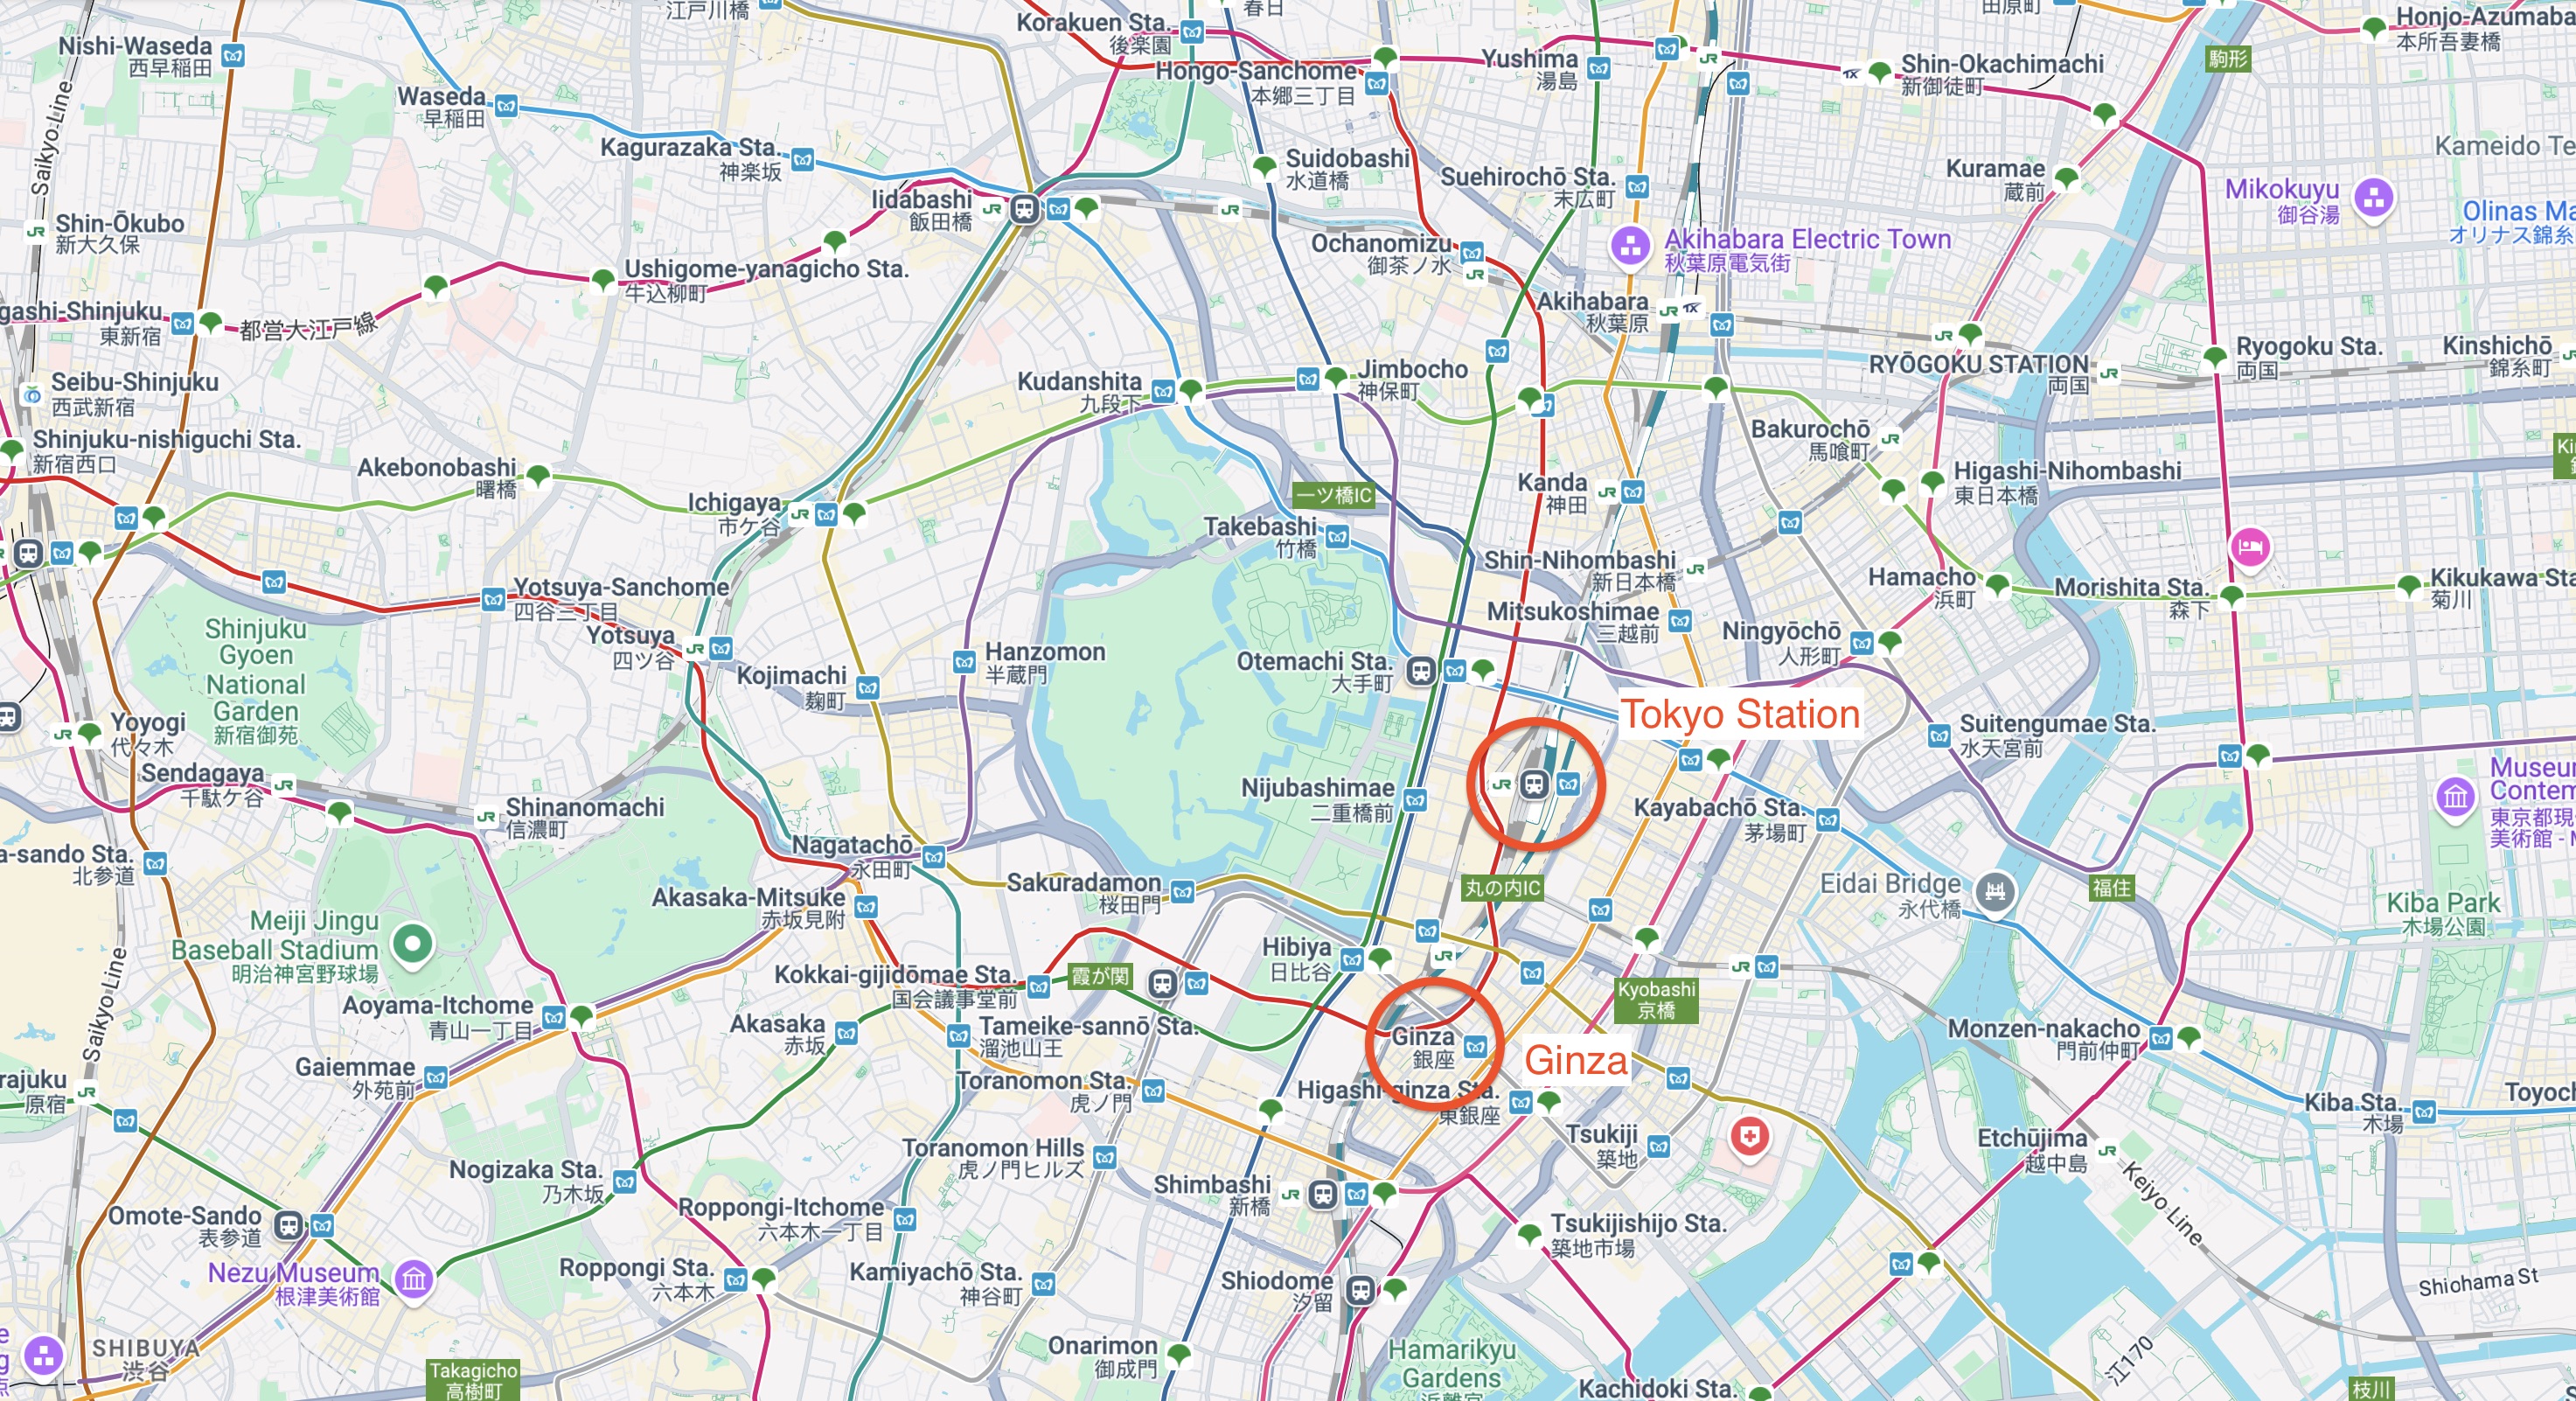 江戸川橋
Korakuen Sta.
後楽園
春日
田原町
Honjo-Azumaba
本所吾妻橋
Nishi-Waseda
西早稲田
Hongo-Sanchome
本郷三丁目
Yushima
湯島
Shin-Okachimachi
新御徒町
駒形
Waseda
早稲田
Saikyo-Line
Kagurazaka Sta.
神楽坂
Suidobashi
水道橋
Suehirochō Sta.
末広町
Kuramae
蔵前
Kameido Te
Mikokuyu
御谷湯
Olinas Ma
オリナス錦糸
Iidabashi
飯田橋
Shin-Ōkubo
新大久保
Ochanomizu
御茶ノ水
Akihabara Electric Town
秋葉原電気街
Ushigome-yanagicho Sta.
牛込柳町
gashi-Shinjuku
東新宿
都営大江戸線
Akihabara
秋葉原
RYŌGOKU STATION
両国
Ryogoku Sta.
両国
Kinshichō
錦糸町
Seibu-Shinjuku
西武新宿
Kudanshita
九段下
Jimbocho
神保町
Shinjuku-nishiguchi Sta.
新宿西口
Akebonobashi
曙橋
Bakurochō
馬喰町
Higashi-Nihombashi
東日本橋
Ichigaya
市ケ谷
一ツ橋IC
Kanda
神田
Takebashi
竹橋
Shin-Nihombashi
新日本橋
Hamacho
浜町
Morishita Sta.
森下
Kikukawa Sta
菊川
Yotsuya-Sanchome
四谷三丁目
Yotsuya
四ツ谷
Shinjuku
Gyoen
National
Garden
新宿御苑
Mitsukoshimae
三越前
Ningyōchō
人形町
Hanzomon
半蔵門
Kojimachi
麹町
Otemachi Sta.
大手町
Tokyo Station
Yoyogi
代々木
Suitengumae Sta.
水天宮前
Sendagaya
千駄ケ谷
Shinanomachi
信濃町
Nijubashimae
二重橋前
Kayabachō Sta.
茅場町
Museum
Contem
東京都現
美術館 - M
a-sando Sta.
北参道
Nagatachō
永田町
Sakuradamon
桜田門
丸の内IC
Eidai Bridge
永代橋
福住
Kiba Park
木場公園
Akasaka-Mitsuke
赤坂見附
Meiji Jingu
Baseball Stadium
明治神宮野球場
Hibiya
日比谷
Kokkai-gijidōmae Sta.
国会議事堂前
霞が関
Kyobashi
京橋
Saikyo-Line
Aoyama-Itchome
青山一丁目
Akasaka
赤坂
Tameike-sannō Sta.
溜池山王
Ginza
銀座
Ginza
Monzen-nakacho
門前仲町
Gaiemmae
外苑前
rajuku
原宿
Toranomon Sta.
虎ノ門
Higashi-ginza Sta.
東銀座
Kiba Sta.
木場
Toyoch
Tsukiji
築地
Etchūjima
越中島
Toranomon Hills
虎ノ門ヒルズ
Nogizaka Sta.
乃木坂
Shimbashi
新橋
Keiyo Line
Omote-Sando
表参道
Roppongi-Itchome
六本木一丁目
Tsukijishijo Sta.
築地市場
Nezu Museum
根津美術館
Roppongi Sta.
六本木
Kamiyachō Sta.
神谷町
Shiodome
汐留
Shiohama St
SHIBUYA
渋谷
Onarimon
御成門
Hamarikyu
Gardens
江170
Takagicho
高樹町
Kachidoki Sta.
枝川